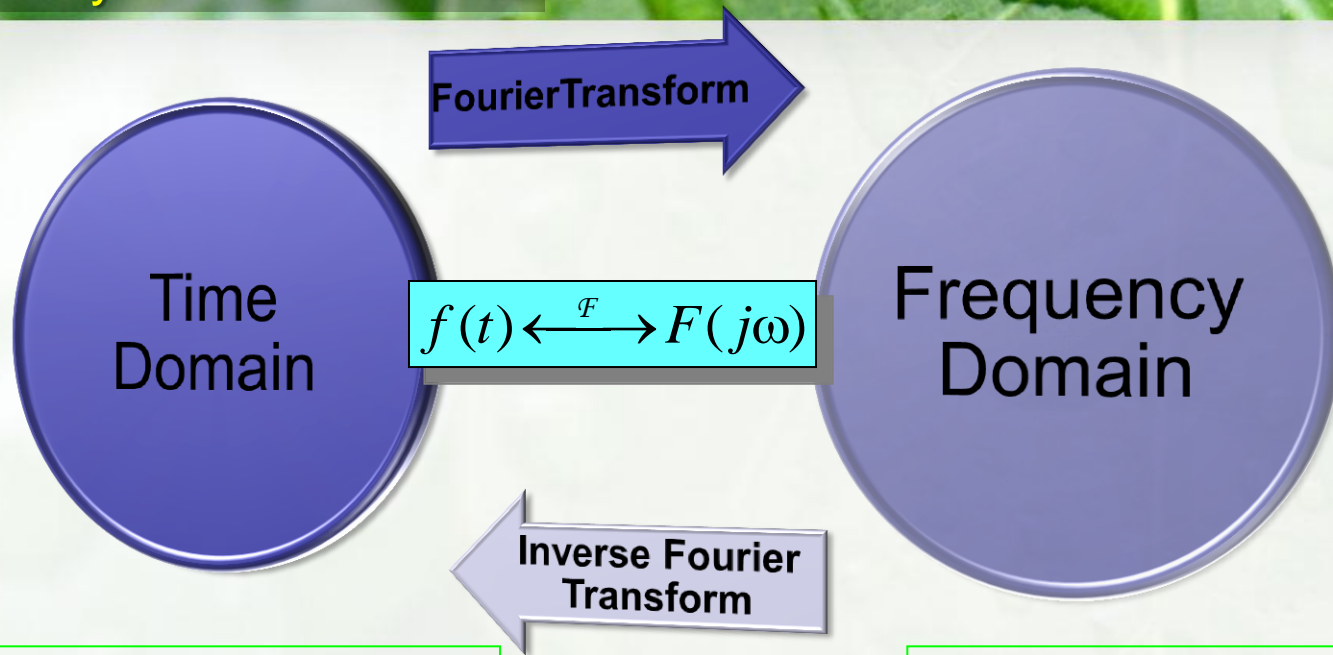 FourierTransform
Time
Domain
f(t) ⟷ℱ F(jω)
Frequency
Domain
Inverse Fourier
Transform